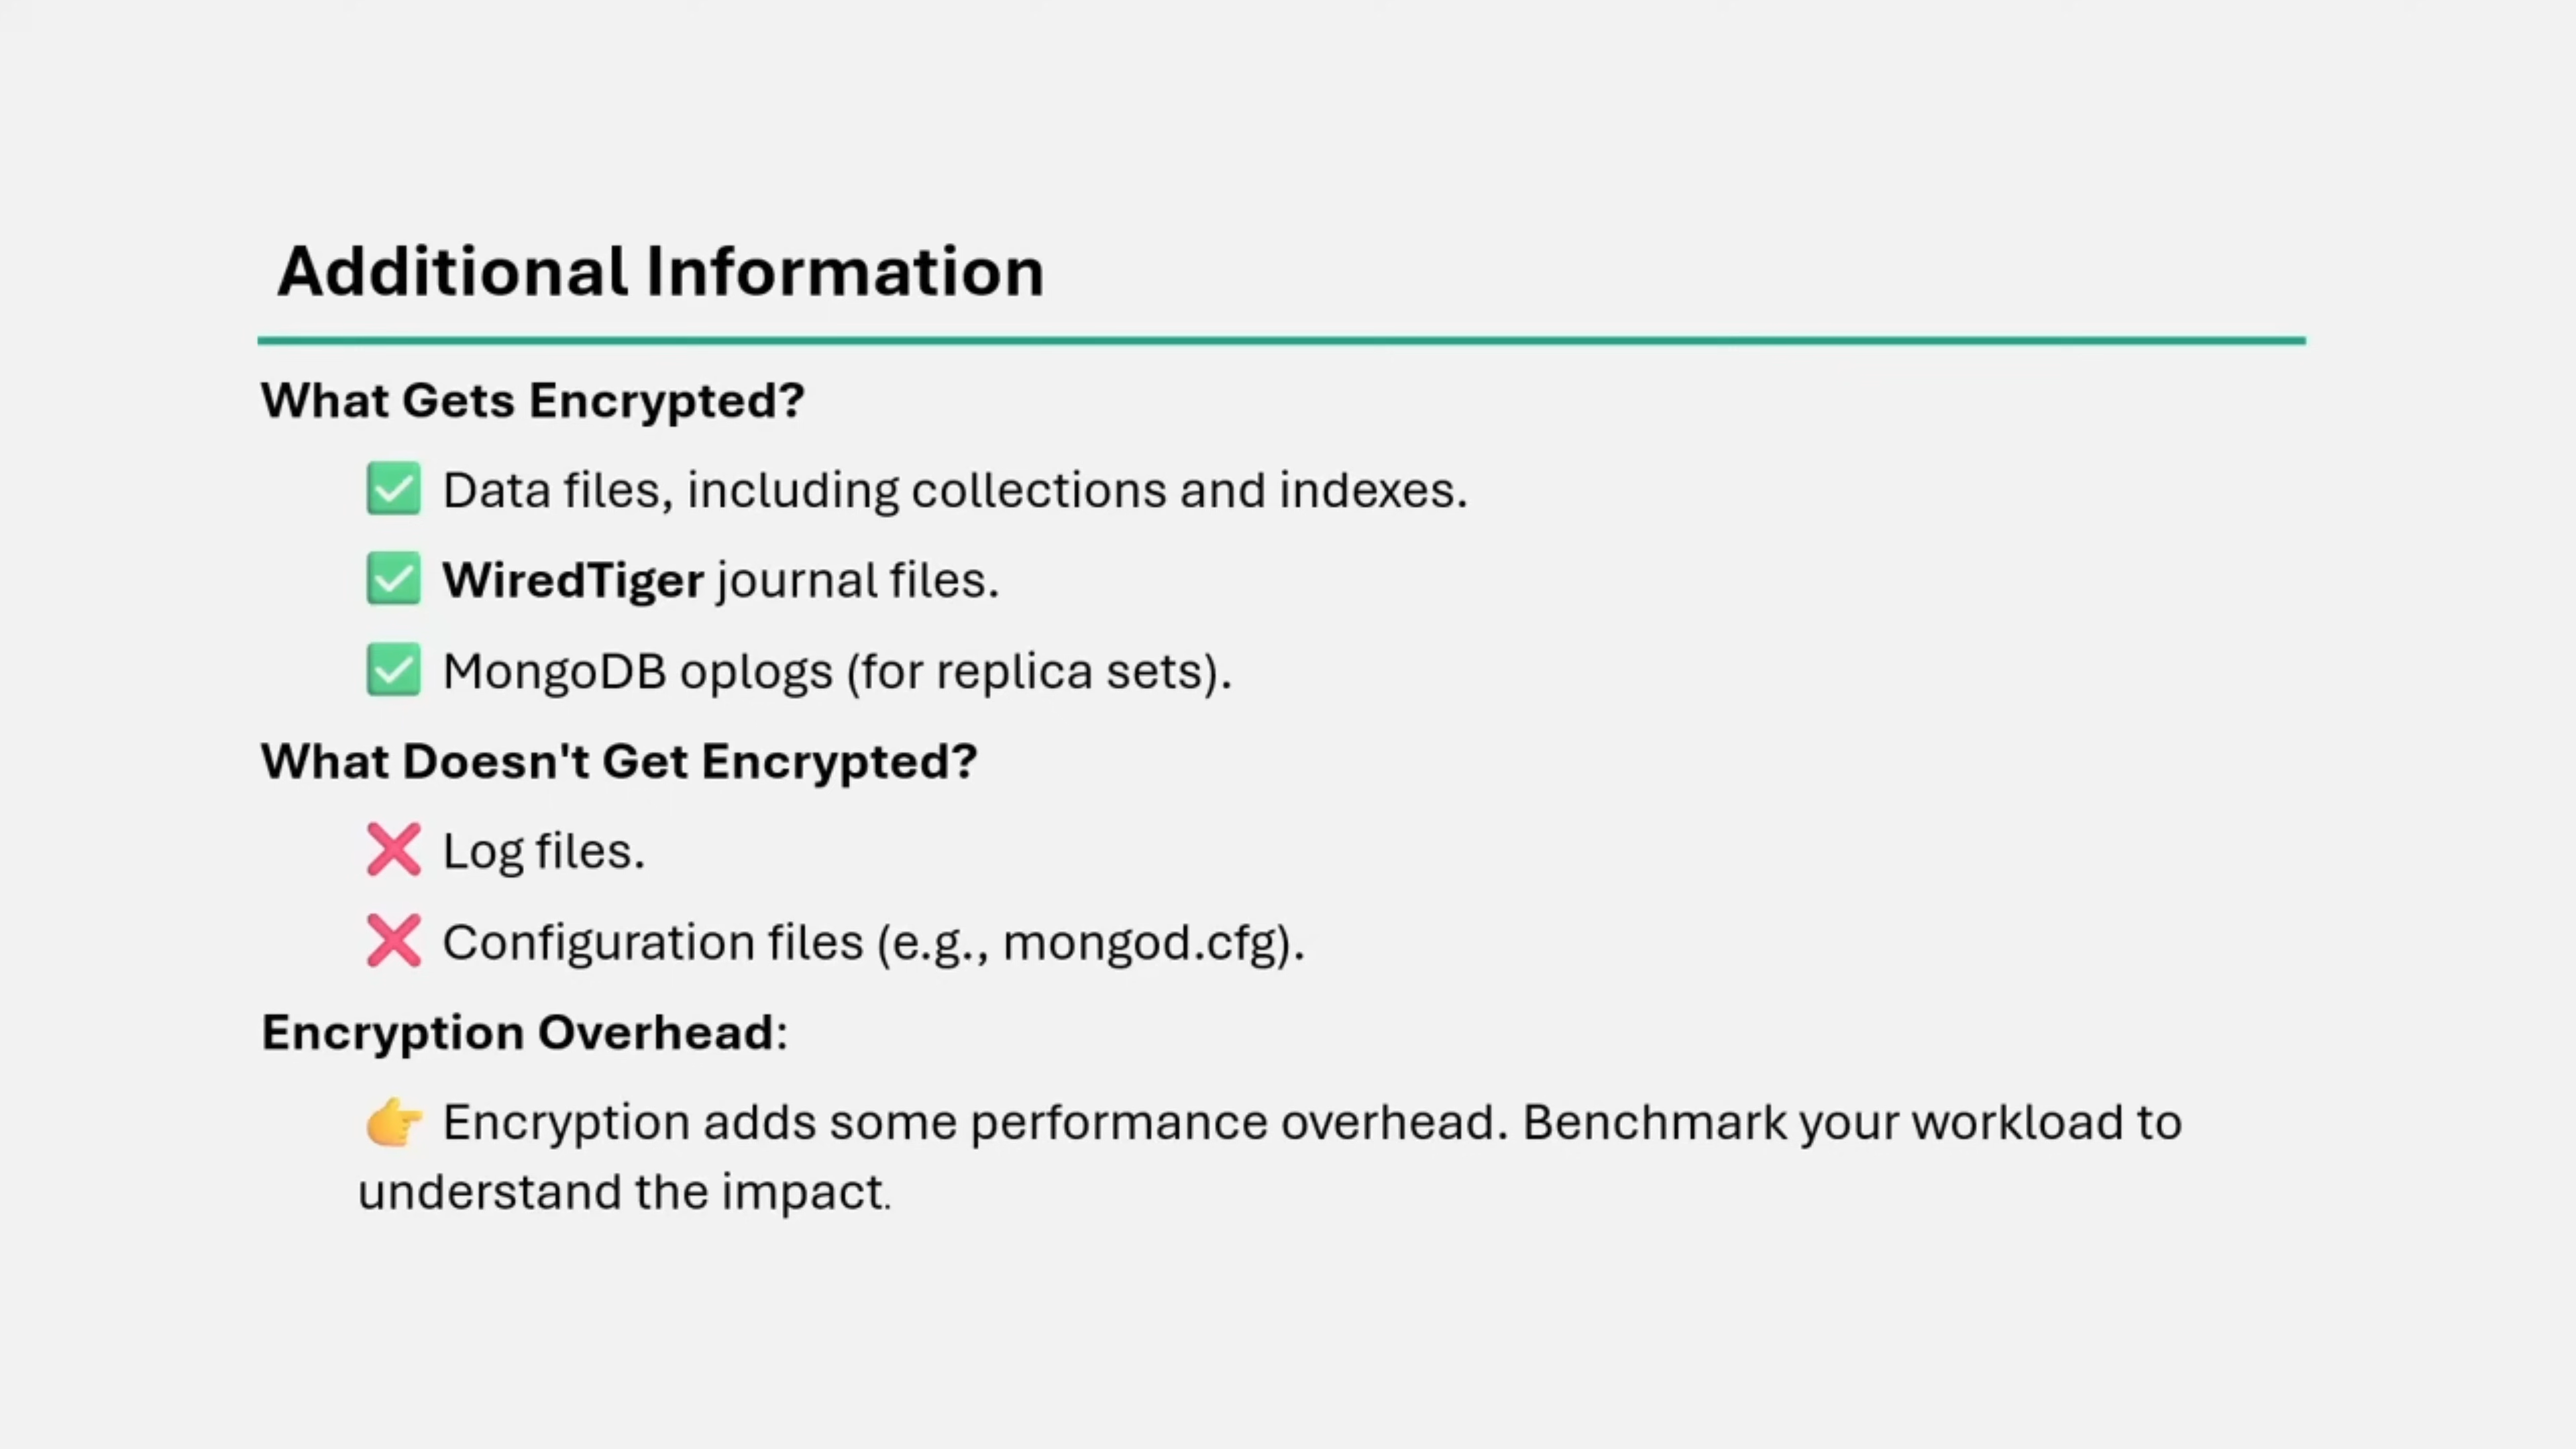 Additional Information
What Gets Encrypted?
✅ Data files, including collections and indexes.
✅ WiredTiger journal files.
✅ MongoDB oplogs (for replica sets).
What Doesn't Get Encrypted?
❌ Log files.
❌ Configuration files (e.g., mongod.cfg).
Encryption Overhead:
👉 Encryption adds some performance overhead. Benchmark your workload to
understand the impact.